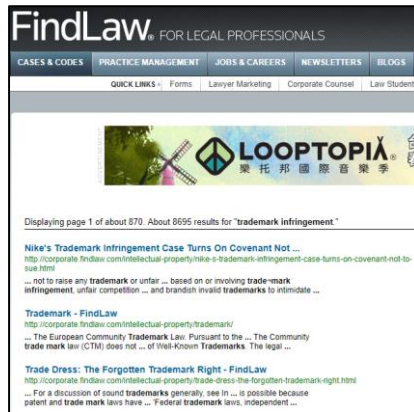 FindLaw. FOR LEGAL PROFESSIONALS
CASES & CODES PRACTICE MANAGEMENT JOBS & CAREERS NEWSLETTERS BLOGS
QUICK LINKS » Forms Lawyer Marketing Corporate Counsel Law Student
LOOPTOPIA®
樂托邦國際音樂季
Displaying page 1 of about 870. About 8695 results for "trademark infringement."
Nike's Trademark Infringement Case Turns On Covenant Not ...
http://corporate.findlaw.com/intellectual-property/nike-s-trademark-infringement-case-turns-on-covenant-not-to-
sue.html
... not to raise any trademark or unfair ... based on or involving trade¬mark
infringement, unfair competition ... and brandish invalid trademarks to intimidate ...
Trademark - FindLaw
http://corporate.findlaw.com/intellectual-property/trademark/
... The European Community Trademark Law. Pursuant to the ... The Community
trade mark law (CTM) does not ... of Well-Known Trademarks. The legal ...
Trade Dress: The Forgotten Trademark Right - FindLaw
http://corporate.findlaw.com/intellectual-property/trade-dress-the-forgotten-trademark-right.html
... For a discussion of sound trademarks generally, see In ... is possible because
patent and trade mark laws have ... 'Federal trademark laws, independent ...